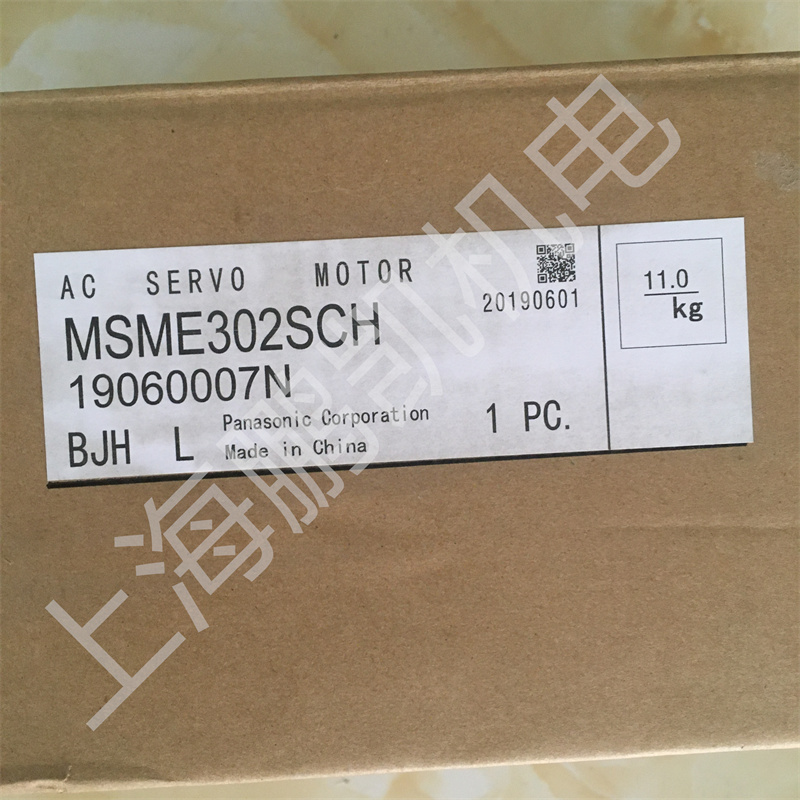 AC SERVO MOTOR
20190601
11.0
kg
MSME302SCH
19060007N
BJH L
Panasonic Corporation
Made in China
1 PC.
上海鹏凯机电